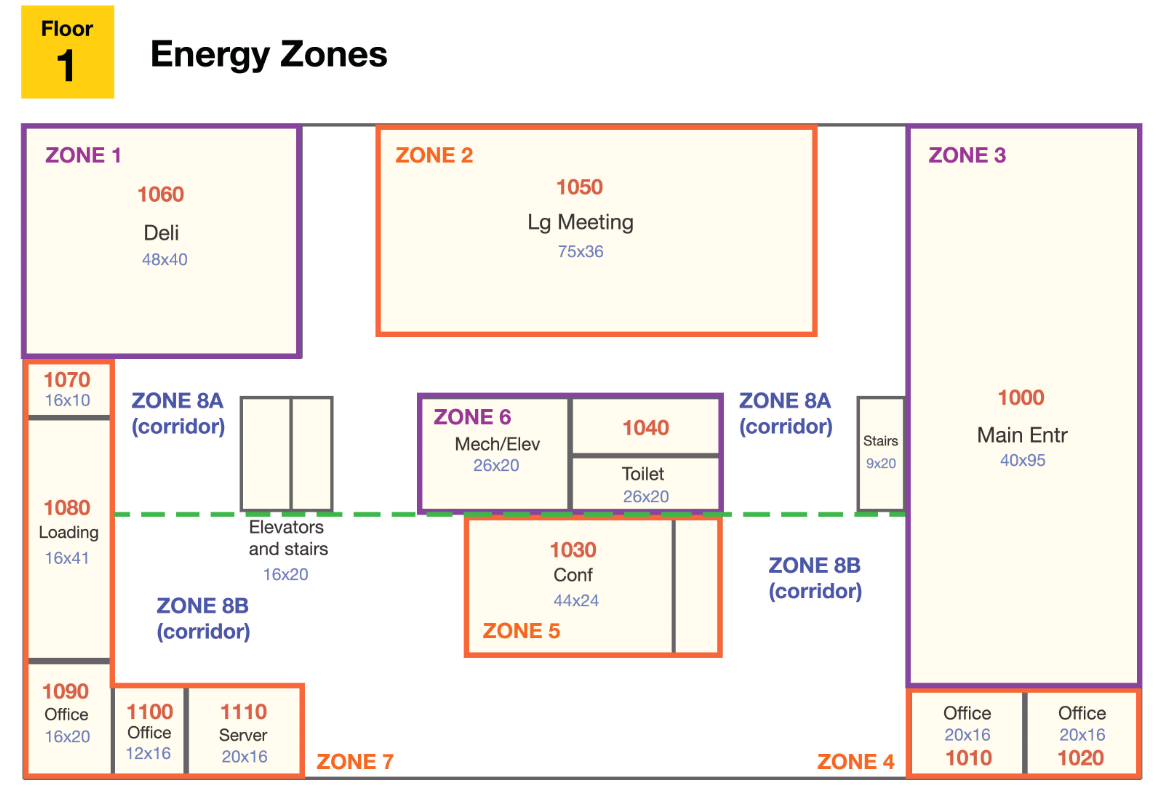 Floor
1
Energy Zones
ZONE 1
1060
Deli
48x40
ZONE 2
1050
Lg Meeting
75x36
ZONE 3
1000
Main Entr
40x95
1070
16x10
ZONE 8A
(corridor)
ZONE 6
Mech/Elev
26x20
1040
Toilet
26x20
ZONE 8A
(corridor)
Stairs
9x20
1080
Loading
16x41
Elevators
and stairs
16x20
ZONE 8B
(corridor)
1030
Conf
44x24
ZONE 5
ZONE 8B
(corridor)
1090
Office
16x20
1100
Office
12x16
1110
Server
20x16
ZONE 7
ZONE 4
Office
20x16
1010
Office
20x16
1020